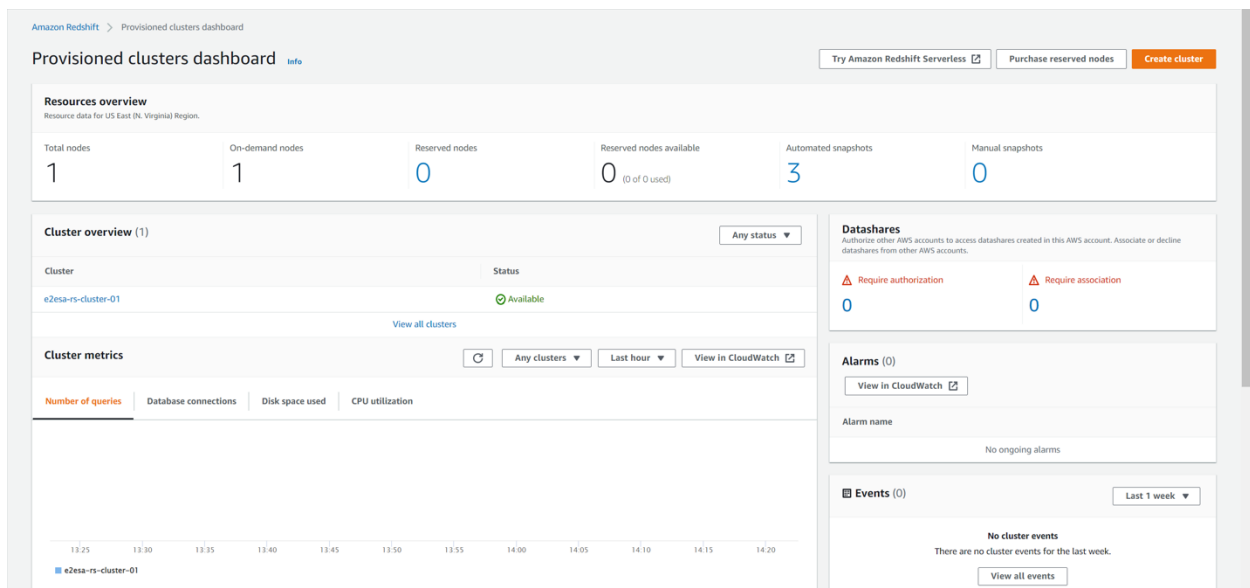 Amazon Redshift > Provisioned clusters dashboard
Provisioned clusters dashboard Info
Try Amazon Redshift Serverless
Purchase reserved nodes
Create cluster
Resources overview
Resource data for US East (N. Virginia) Region.
Total nodes
1
On-demand nodes
1
Reserved nodes
0
Reserved nodes available
0 (0 of 0 used)
Automated snapshots
3
Manual snapshots
0
Cluster overview (1)
Any status
Cluster
Status
e2esa-rs-cluster-01
Available
View all clusters
Cluster metrics
Any clusters
Last hour
View in CloudWatch
Number of queries
Database connections
Disk space used
CPU utilization
13:25 13:30 13:35 13:40 13:45 13:50 13:55 14:00 14:05 14:10 14:15 14:20
e2esa-rs-cluster-01
Datashares
Authorize other AWS accounts to access datashares created in this AWS account. Associate or decline
datashares from other AWS accounts.
Require authorization
0
Require association
0
Alarms (0)
View in CloudWatch
Alarm name
No ongoing alarms
Events (0)
Last 1 week
No cluster events
There are no cluster events for the last week.
View all events